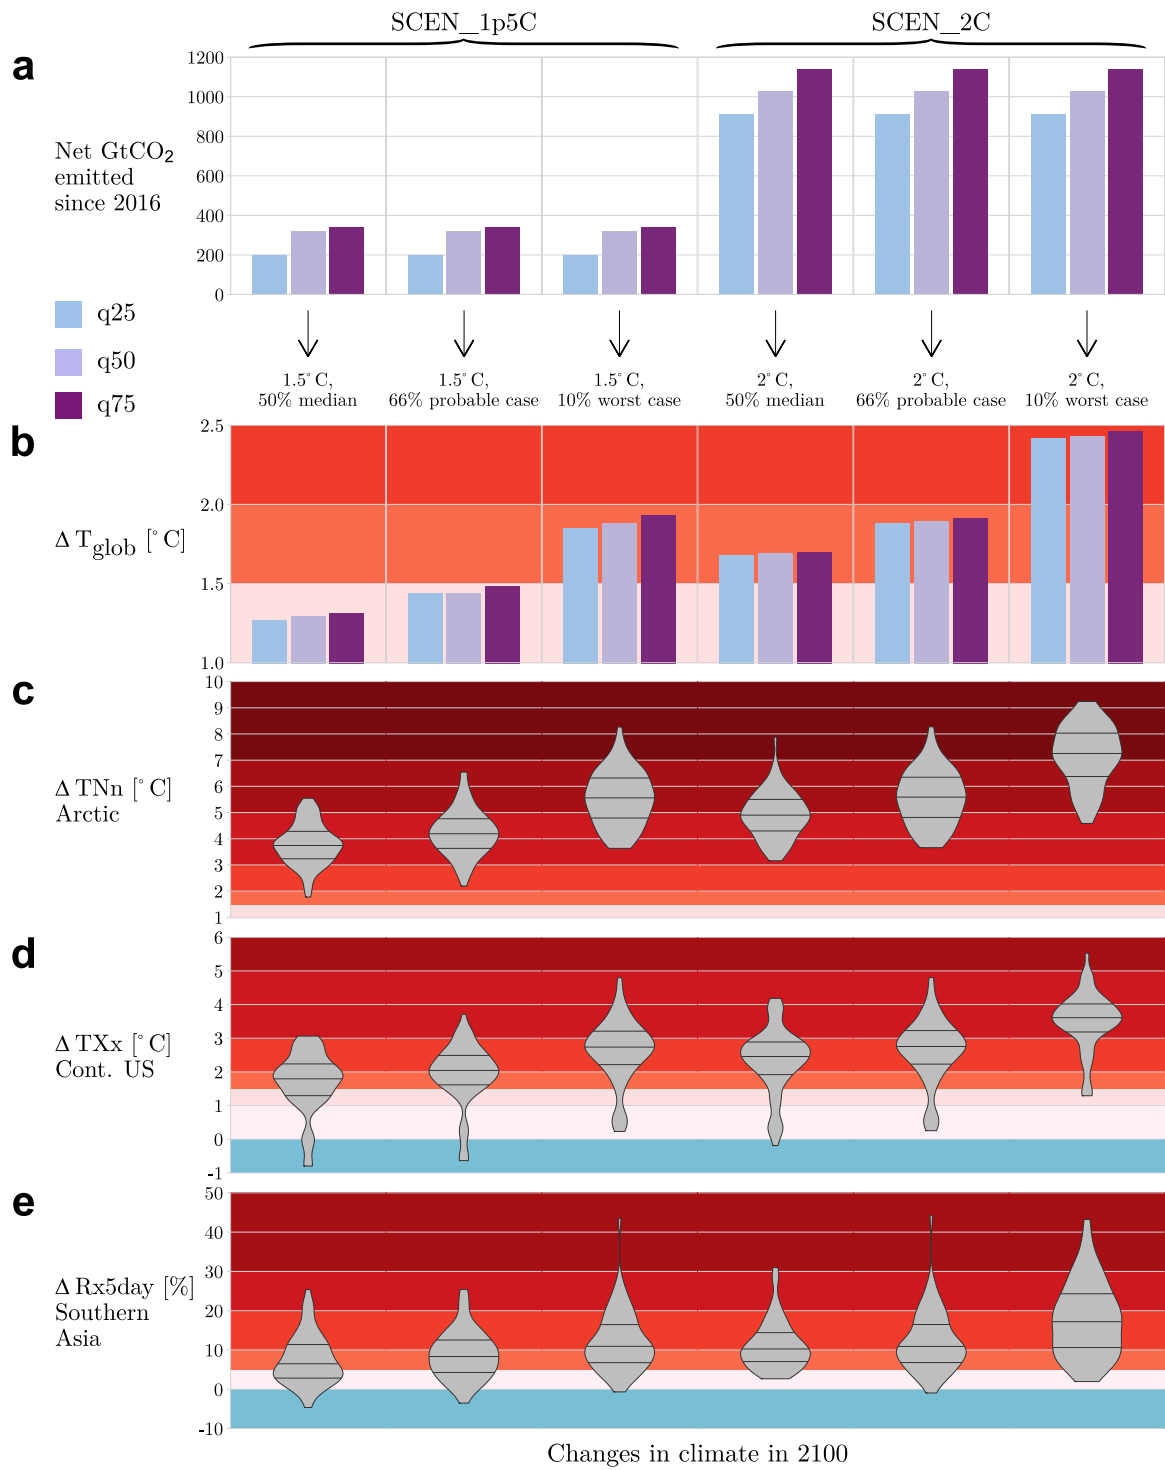 SCEN_1p5C
SCEN_2C
a
1200
1000
800
600
400
200
0
Net GtCO₂
emitted
since 2016
q25
q50
q75
1.5°C,
50% median
1.5°C,
66% probable case
1.5°C,
10% worst case
2°C,
50% median
2°C,
66% probable case
2°C,
10% worst case
b
2.5
2.0
1.5
1.0
Δ T_glob [°C]
c
10
9
8
7
6
5
4
3
2
1
Δ TNn [°C]
Arctic
d
6
5
4
3
2
1
0
-1
Δ TXx [°C]
Cont. US
e
50
40
30
20
10
0
-10
Δ Rx5day [%]
Southern
Asia
Changes in climate in 2100